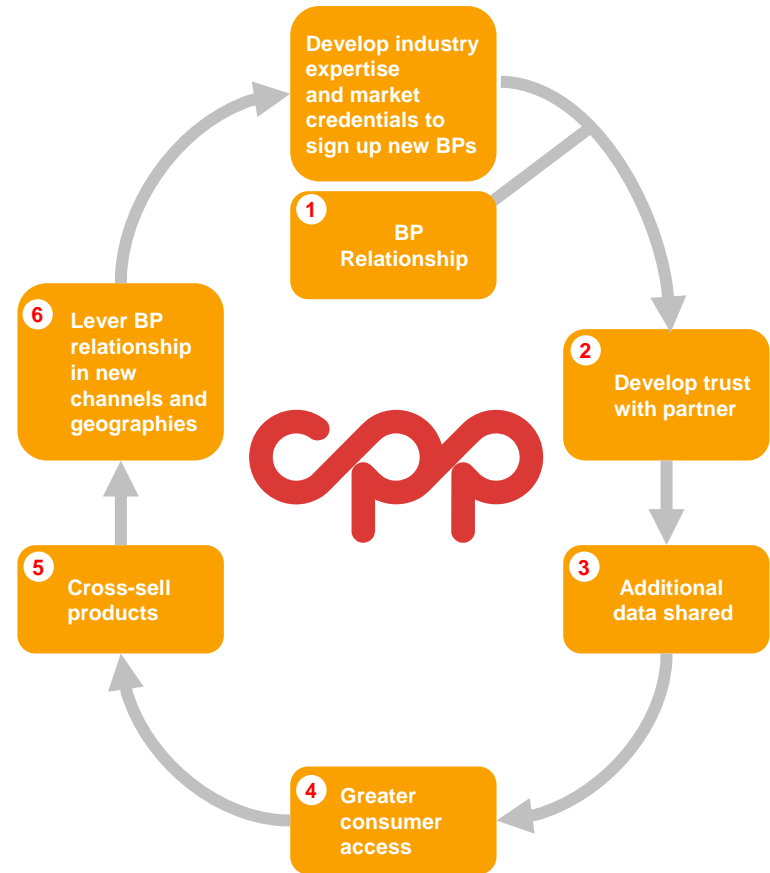 Develop industry
expertise
and market
credentials to
sign up new BPs
1
BP
Relationship
2
Develop trust
with partner
3
Additional
data shared
4
Greater
consumer
access
5
Cross-sell
products
6
Lever BP
relationship
in new
channels and
geographies
cpp